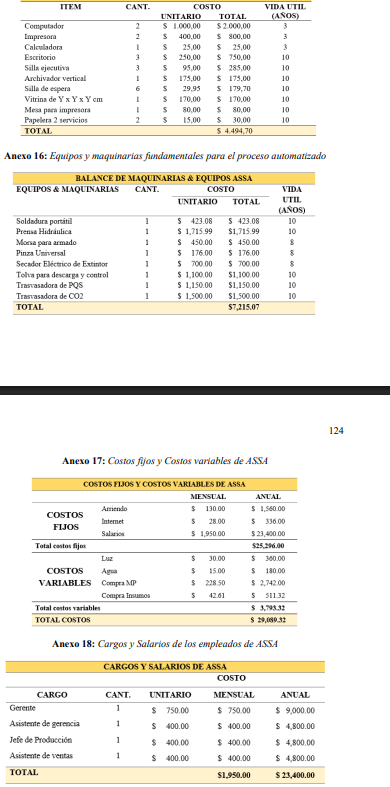 ITEM CANT. COSTO VIDA UTIL
UNITARIO TOTAL (AÑOS)
Computador 2 $ 1.000,00 $ 2.000,00 3
Impresora 2 $ 400,00 $ 800,00 3
Calculadora 1 $ 25,00 $ 25,00 3
Escritorio 3 $ 250,00 $ 750,00 10
Silla ejecutiva 3 $ 95,00 $ 285,00 10
Archivador vertical 1 $ 175,00 $ 175,00 10
Silla de espera 6 $ 29,95 $ 179,70 10
Vitrina de Y x Y x Y cm 1 $ 170,00 $ 170,00 10
Mesa para impresora 1 $ 80,00 $ 80,00 10
Papelera 2 servicios 2 $ 15,00 $ 30,00 10
TOTAL $ 4.494,70
Anexo 16: Equipos y maquinarias fundamentales para el proceso automatizado
BALANCE DE MAQUINARIAS & EQUIPOS ASSA
EQUIPOS & MAQUINARIAS CANT. COSTO VIDA
UNITARIO TOTAL UTIL
(AÑOS)
Soldadura portátil 1 $ 423.08 $ 423.08 10
Prensa Hidráulica 1 $ 1,715.99 $1,715.99 10
Morsa para armado 1 $ 450.00 $ 450.00 8
Pinza Universal 1 $ 176.00 $ 176.00 8
Secador Eléctrico de Extintor 1 $ 700.00 $ 700.00 8
Tolva para descarga y control 1 $ 1,100.00 $1,100.00 10
Trasvasadora de PQS 1 $ 1,150.00 $1,150.00 10
Trasvasadora de CO2 1 $ 1,500.00 $1,500.00 10
TOTAL $7,215.07
124
Anexo 17: Costos fijos y Costos variables de ASSA
COSTOS FIJOS Y COSTOS VARIABLES DE ASSA
MENSUAL ANUAL
COSTOS FIJOS Arriendo $ 130.00 $ 1,560.00
Internet $ 28.00 $ 336.00
Salarios $ 1,950.00 $ 23,400.00
Total costos fijos $25,296.00
COSTOS VARIABLES Luz $ 30.00 $ 360.00
Agua $ 15.00 $ 180.00
Compra MP $ 228.50 $ 2,742.00
Compra Insumos $ 42.61 $ 511.32
Total costos variables $ 3,793.32
TOTAL COSTOS $ 29,089.32
Anexo 18: Cargos y Salarios de los empleados de ASSA
CARGOS Y SALARIOS DE ASSA
COSTO
CARGO CANT. UNITARIO MENSUAL ANUAL
Gerente 1 $ 750.00 $ 750.00 $ 9,000.00
Asistente de gerencia 1 $ 400.00 $ 400.00 $ 4,800.00
Jefe de Producción 1 $ 400.00 $ 400.00 $ 4,800.00
Asistente de ventas 1 $ 400.00 $ 400.00 $ 4,800.00
TOTAL $1,950.00 $ 23,400.00